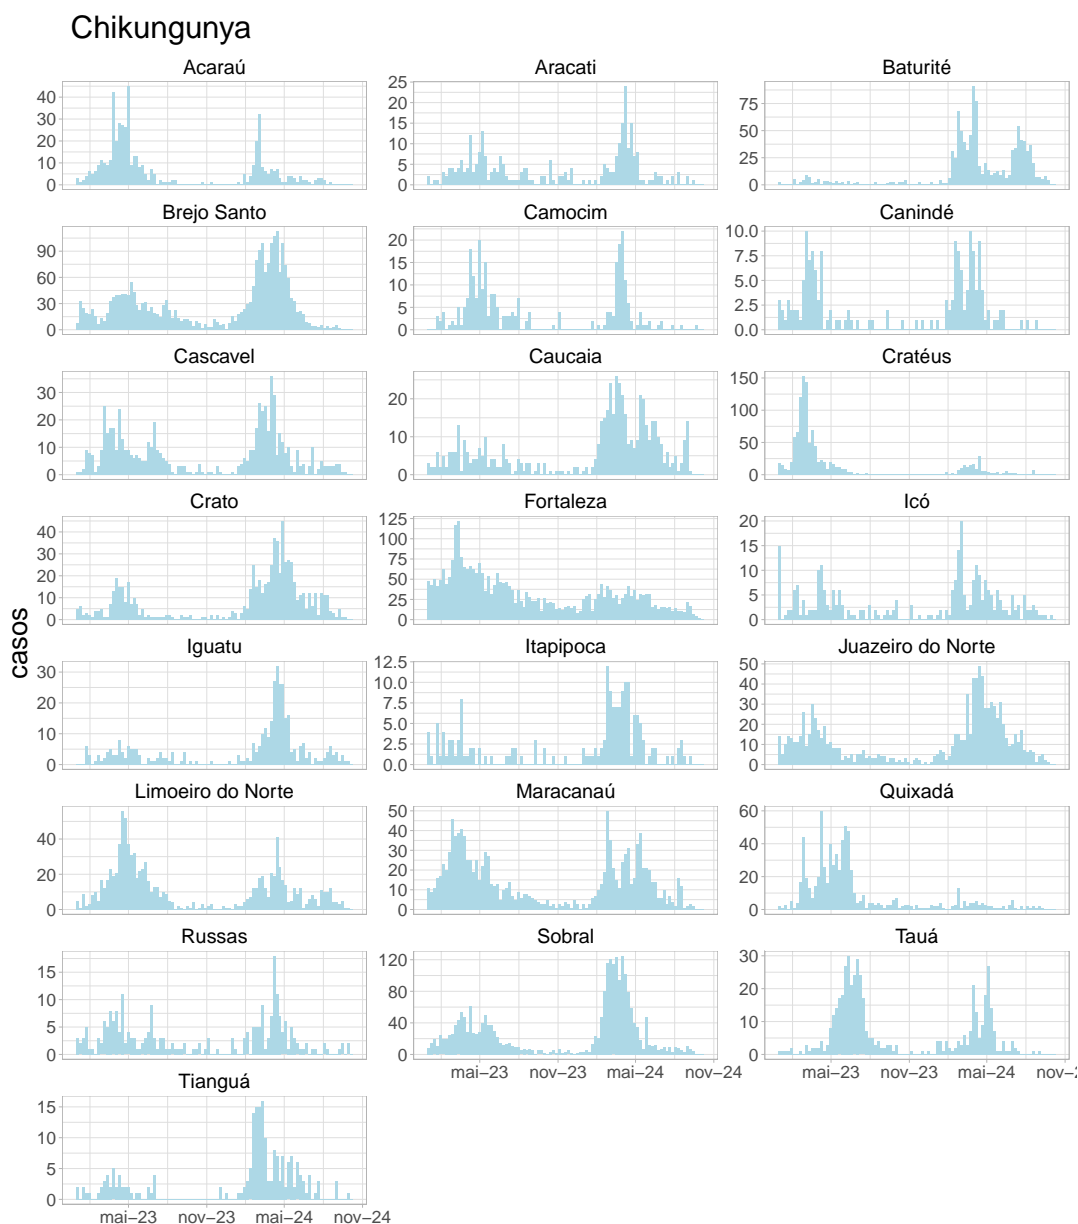 Chikungunya
Acaraú Aracati Baturité
40 30 20 10 0
25 20 15 10 5 0
75 50 25 0
Brejo Santo Camocim Canindé
90 60 30 0
20 15 10 5 0
10.0 7.5 5.0 2.5 0.0
Cascavel Caucaia Cratéus
30 20 10 0
20 10 0
150 100 50 0
Crato Fortaleza Icó
40 30 20 10 0
125 100 75 50 25 0
20 15 10 5 0
casos
Iguatu Itapipoca Juazeiro do Norte
30 20 10 0
12.5 10.0 7.5 5.0 2.5 0.0
50 40 30 20 10 0
Limoeiro do Norte Maracanaú Quixadá
40 20 0
50 40 30 20 10 0
60 40 20 0
Russas Sobral Tauá
15 10 5 0
120 80 40 0
30 20 10 0
mai–23 nov–23 mai–24 nov–24 mai–23 nov–23 mai–24 nov–2
Tianguá
15 10 5 0
mai–23 nov–23 mai–24 nov–24